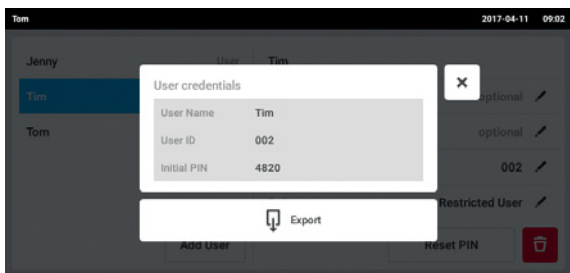 Tom 2017-04-11 09:02
Jenny User Tim
User credentials
Tim optional
User Name Tim
Tom User ID 002 optional
Initial PIN 4820 002
Restricted User
Export
Add User Reset PIN